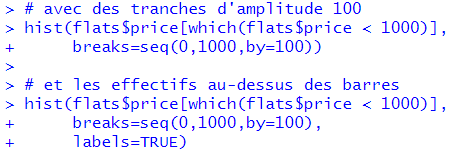 > # avec des tranches d'amplitude 100
> hist(flats$price[which(flats$price < 1000)],
+      breaks=seq(0,1000,by=100))
>
> # et les effectifs au-dessus des barres
> hist(flats$price[which(flats$price < 1000)],
+      breaks=seq(0,1000,by=100),
+      labels=TRUE)